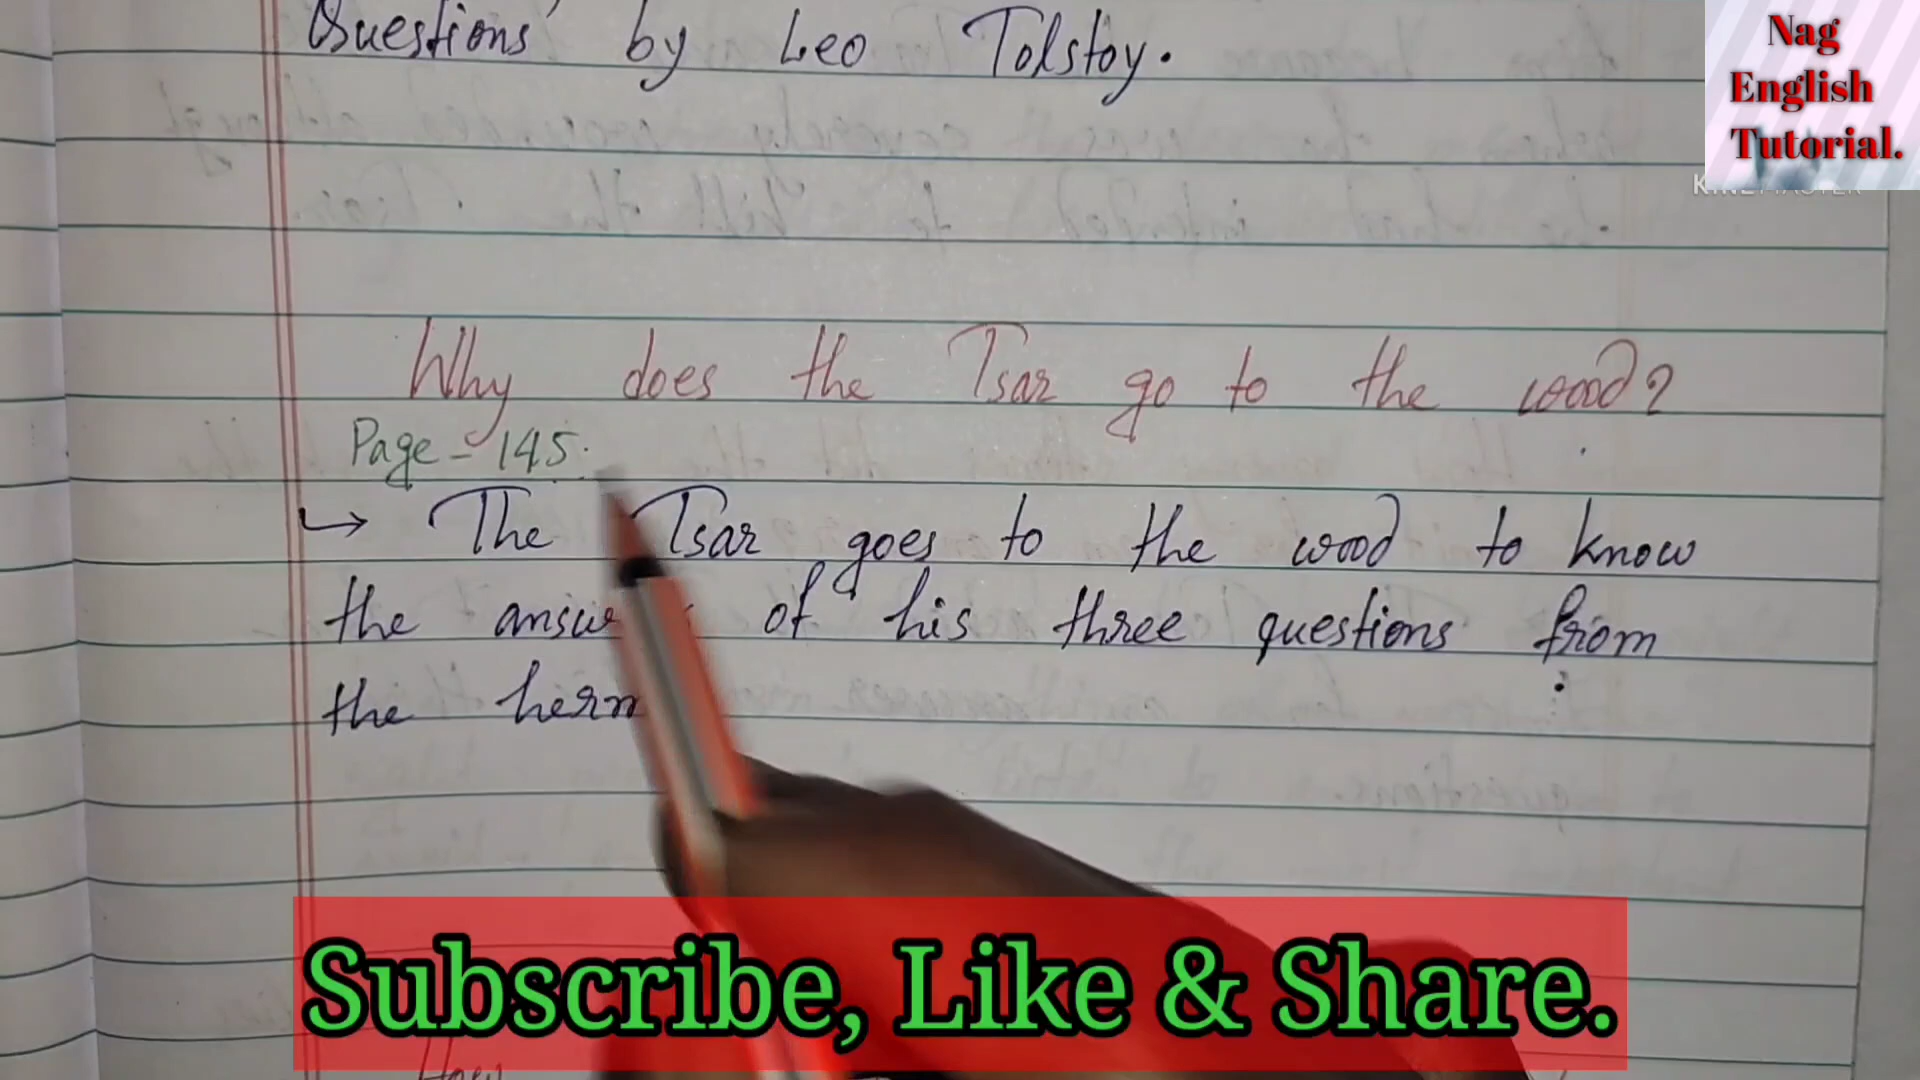 Questions' by Leo Tolstoy.
Nag
English
Tutorial.
Why does the Tsar go to the wood?
Page - 145.
→ The Tsar goes to the wood to know
the of his three questions from
the
Subscribe, Like & Share.